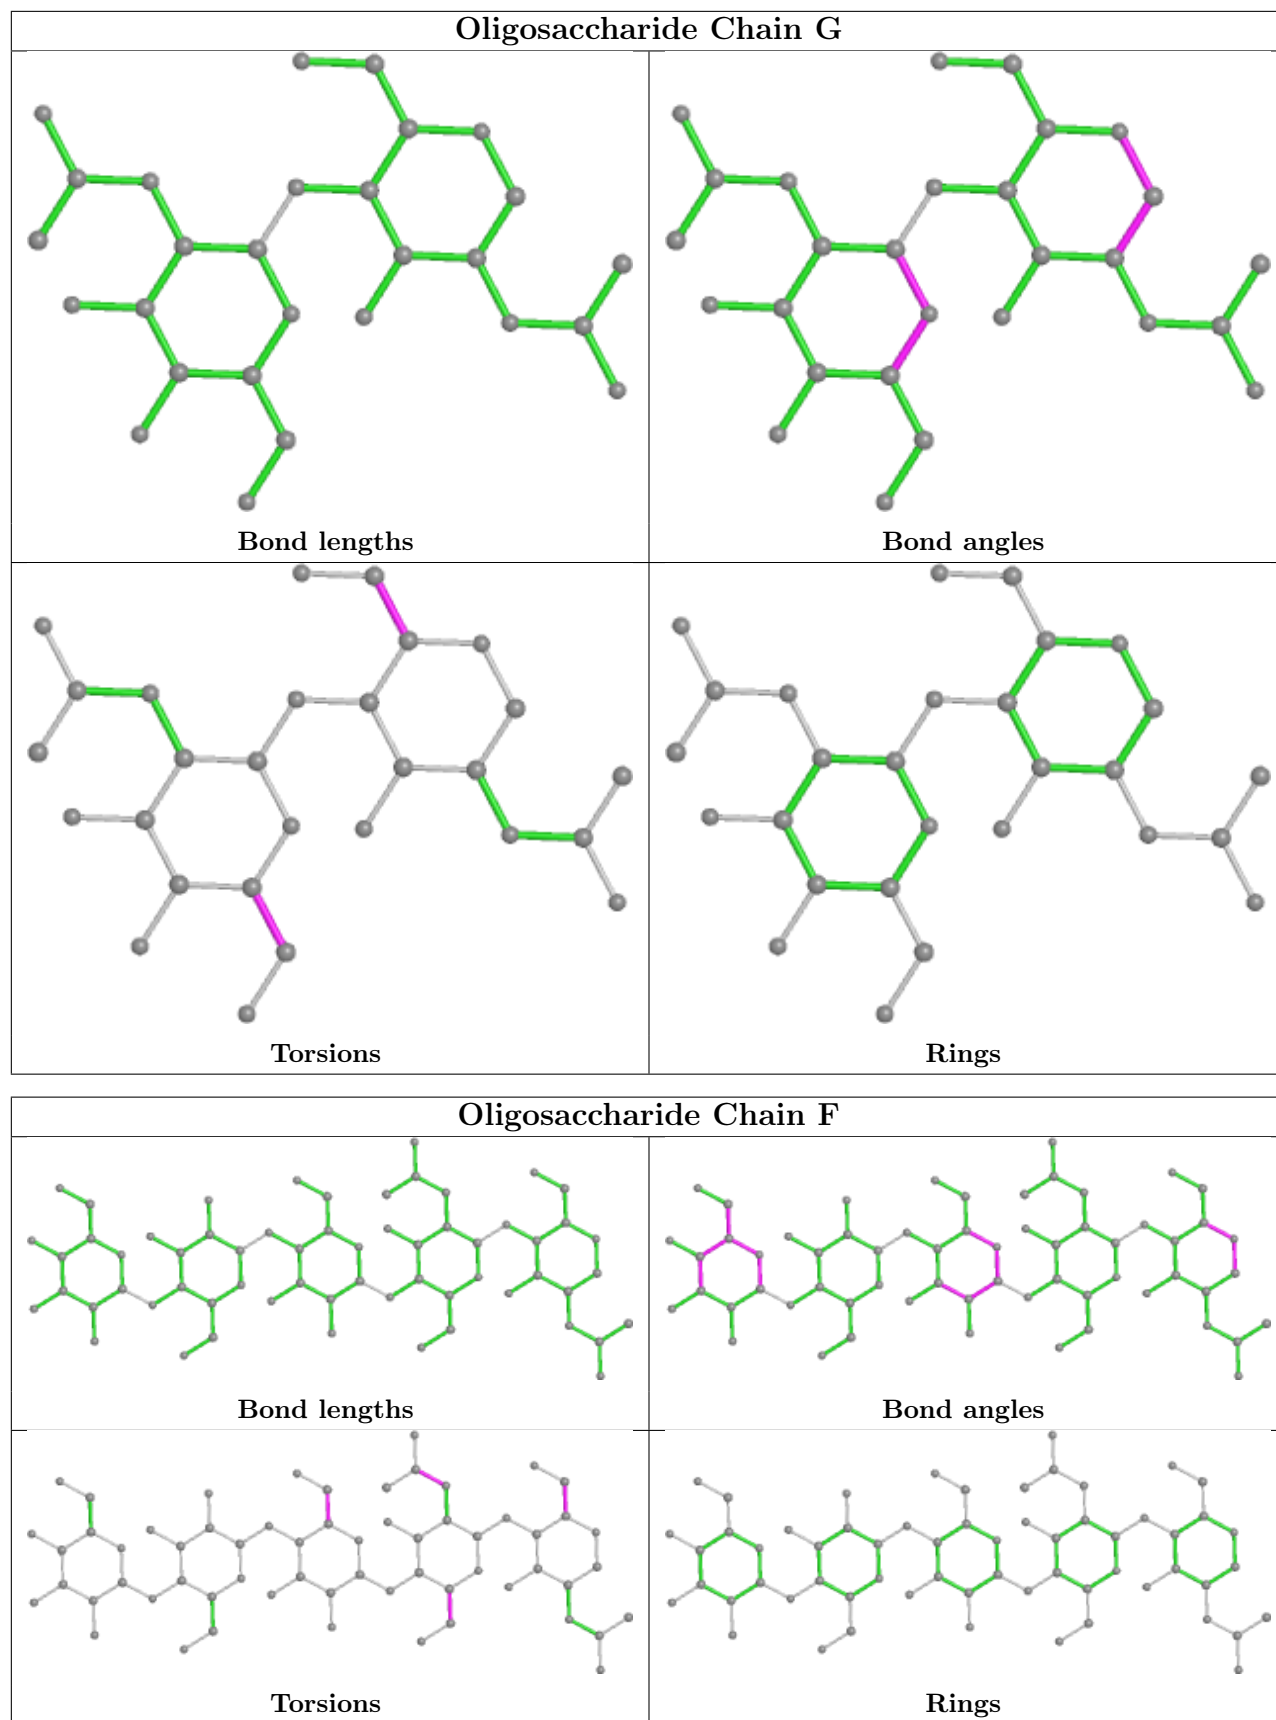 Oligosaccharide Chain G
Bond lengths
Bond angles
Torsions
Rings
Oligosaccharide Chain F
Bond lengths
Bond angles
Torsions
Rings